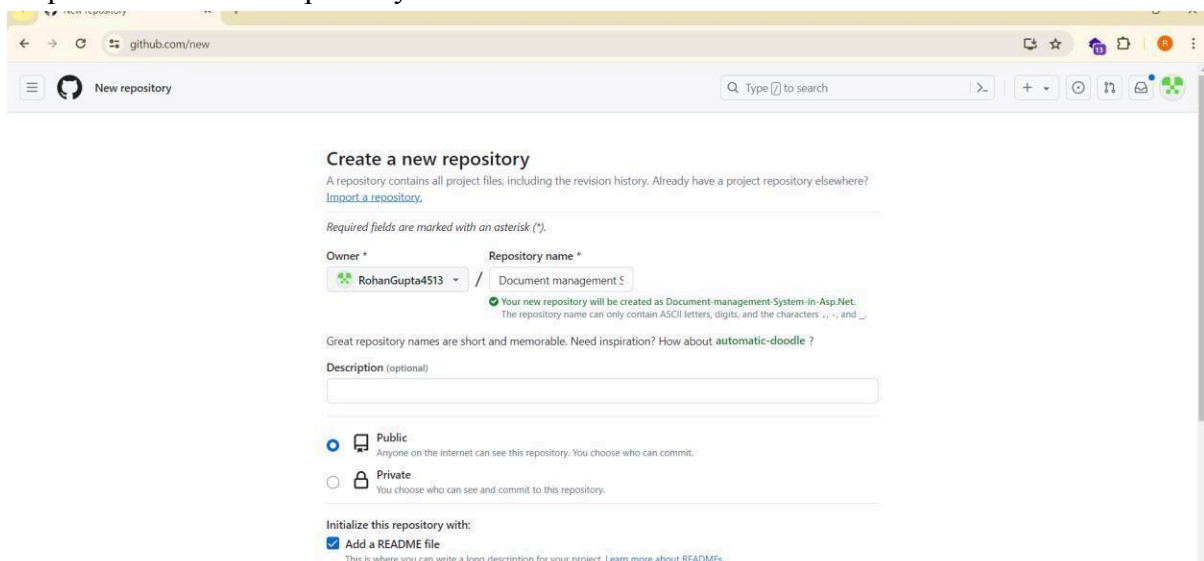 New repository
github.com/new
New repository
Type / to search
Create a new repository
A repository contains all project files, including the revision history. Already have a project repository elsewhere?
Import a repository.
Required fields are marked with an asterisk (*).
Owner * Repository name *
RohanGupta4513 / Document management S
Your new repository will be created as Document-management-System-in-Asp.Net.
The repository name can only contain ASCII letters, digits, and the characters ., -, and _.
Great repository names are short and memorable. Need inspiration? How about automatic-doodle ?
Description (optional)
Public
Anyone on the internet can see this repository. You choose who can commit.
Private
You choose who can see and commit to this repository.
Initialize this repository with:
Add a README file
This is where you can write a long description for your project. Learn more about READMEs.